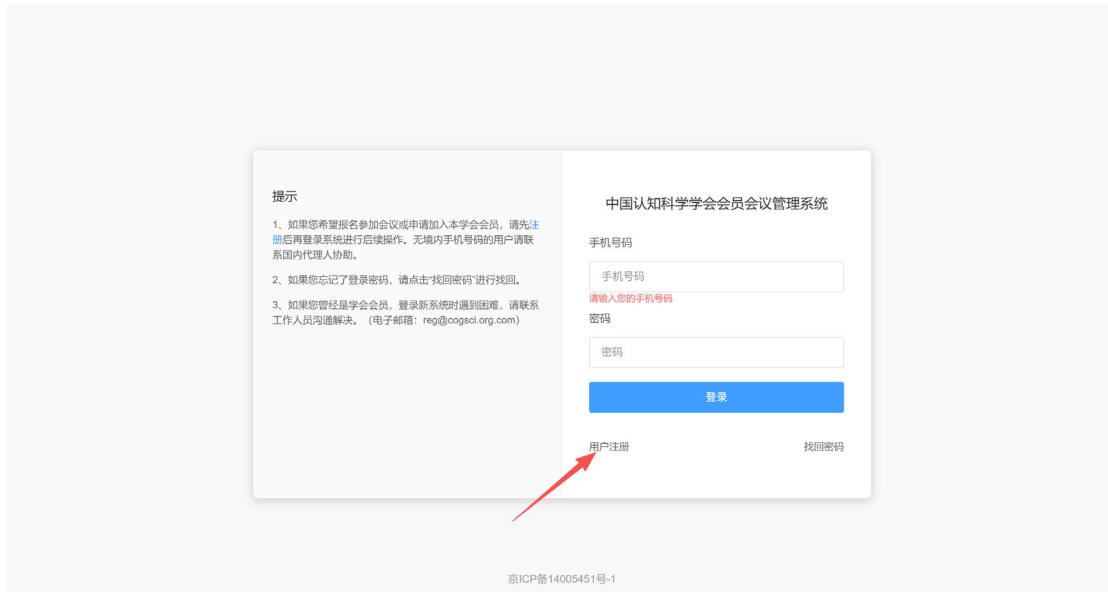 提示
1、如果您希望报名参加会议或申请加入本学会会员，请先注
册后再登录系统进行后续操作。无境内手机号码的用户请联
系国内代理人协助。
2、如果您忘记了登录密码，请点击“找回密码”进行找回。
3、如果您曾经是学会会员，登录新系统时遇到困难，请联系
工作人员沟通解决。（电子邮箱：reg@cogsci.org.com）
中国认知科学学会会员会议管理系统
手机号码
手机号码
请输入您的手机号码
密码
密码
登录
用户注册
找回密码
京ICP备14005451号-1